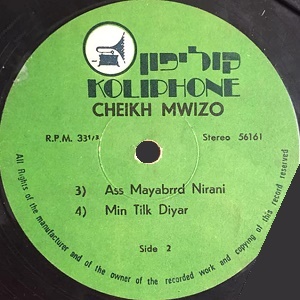 קוליפון
KOLIPHONE
CHEIKH MWIZO
R.P.M. 33 1/3
Stereo 56161
3) Ass Mayabrrd Nirani
4) Min Tilk Diyar
Side 2
All Rights of the manufacturer and of the owner of the recorded work and copying of this record reserved